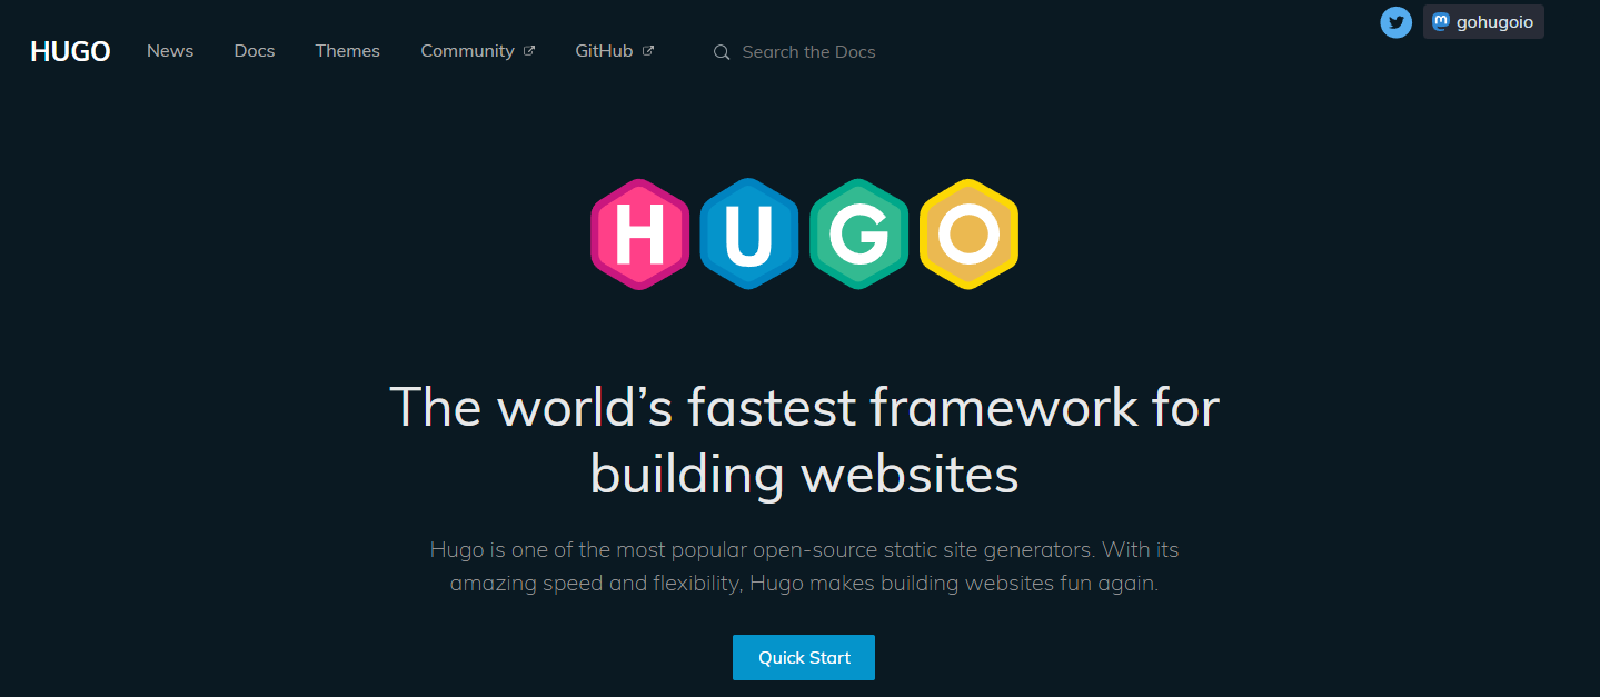 gohugoio
HUGO News Docs Themes Community GitHub Search the Docs
HUGO
The world’s fastest framework for
building websites
Hugo is one of the most popular open-source static site generators. With its
amazing speed and flexibility, Hugo makes building websites fun again.
Quick Start